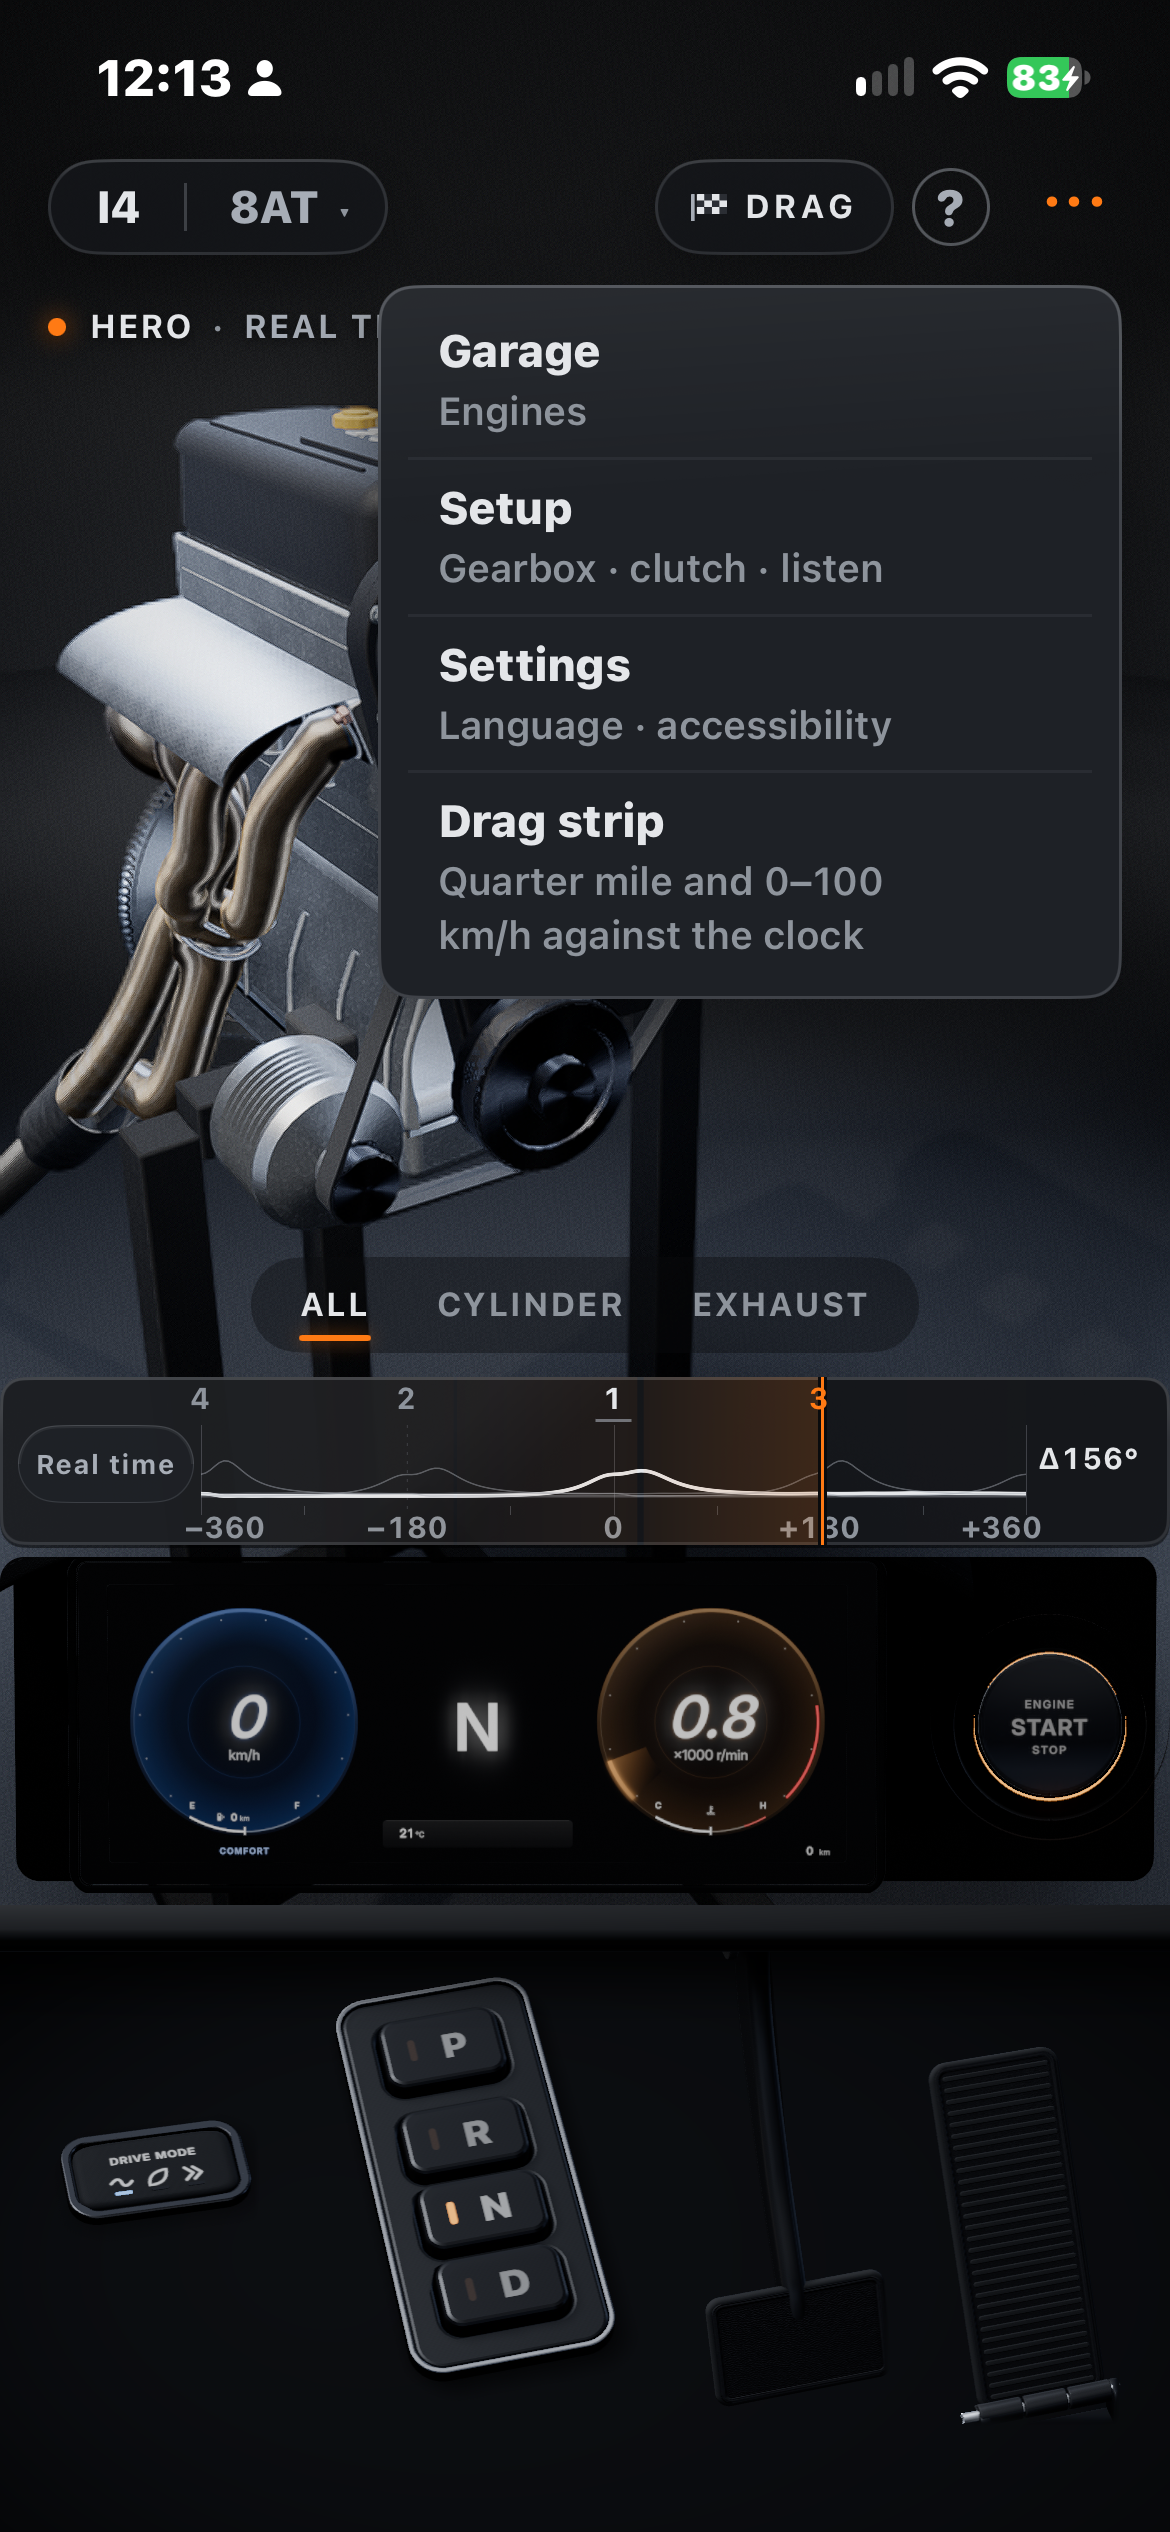 12:13
83
I4
8AT
DRAG
?
HERO · REAL T
Garage
Engines
Setup
Gearbox · clutch · listen
Settings
Language · accessibility
Drag strip
Quarter mile and 0–100
km/h against the clock
ALL
CYLINDER
EXHAUST
4
2
1
3
Real time
Δ156°
−360
−180
0
+180
+360
0
km/h
E
F
0 km
COMFORT
N
21°C
0.8
×1000 r/min
C
H
0 km
ENGINE
START
STOP
DRIVE MODE
P
R
N
D